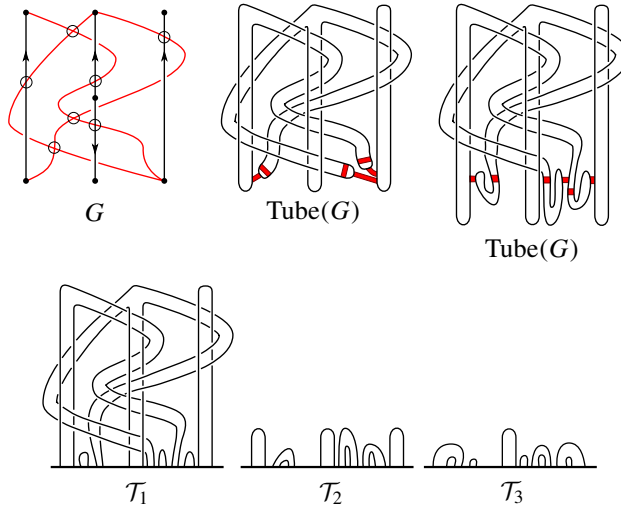 G
Tube(G)
Tube(G)
𝒯₁
𝒯₂
𝒯₃